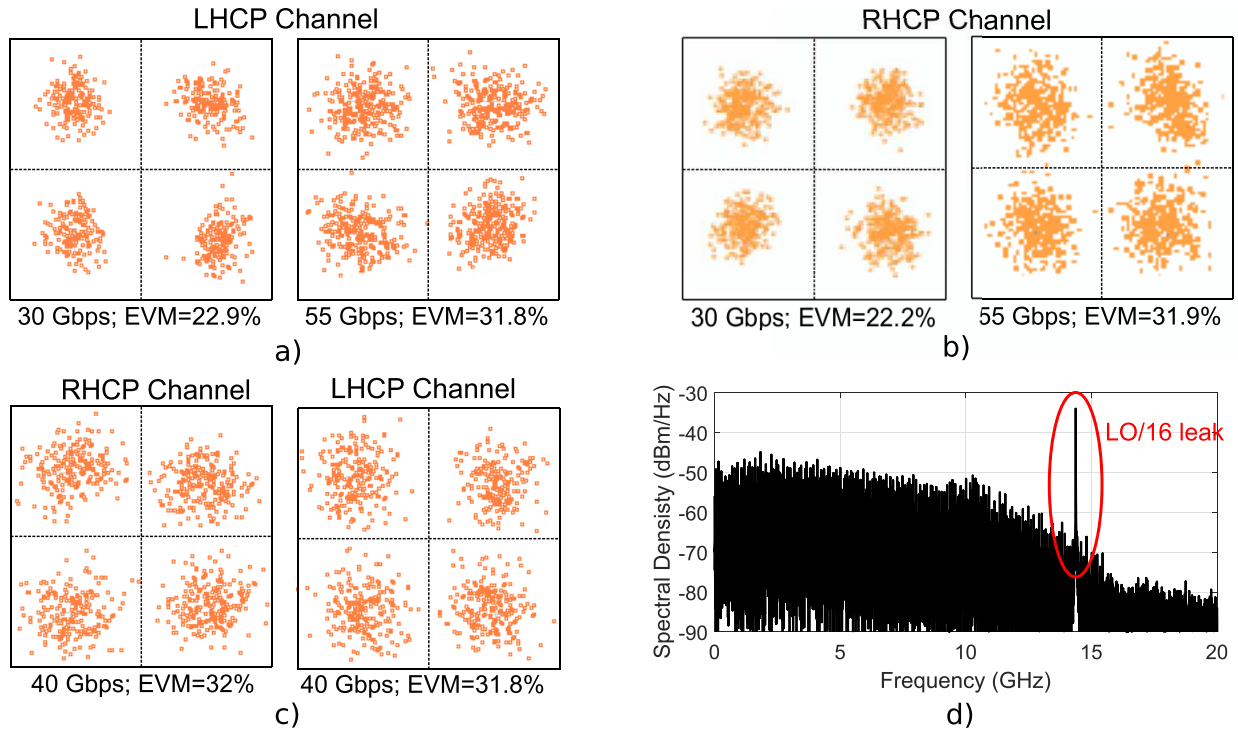 LHCP Channel
RHCP Channel
30 Gbps; EVM=22.9%
55 Gbps; EVM=31.8%
30 Gbps; EVM=22.2%
55 Gbps; EVM=31.9%
a)
b)
RHCP Channel
LHCP Channel
40 Gbps; EVM=32%
40 Gbps; EVM=31.8%
c)
Spectral Densisty (dBm/Hz)
-30
-40
-50
-60
-70
-80
-90
LO/16 leak
0
5
10
15
20
Frequency (GHz)
d)